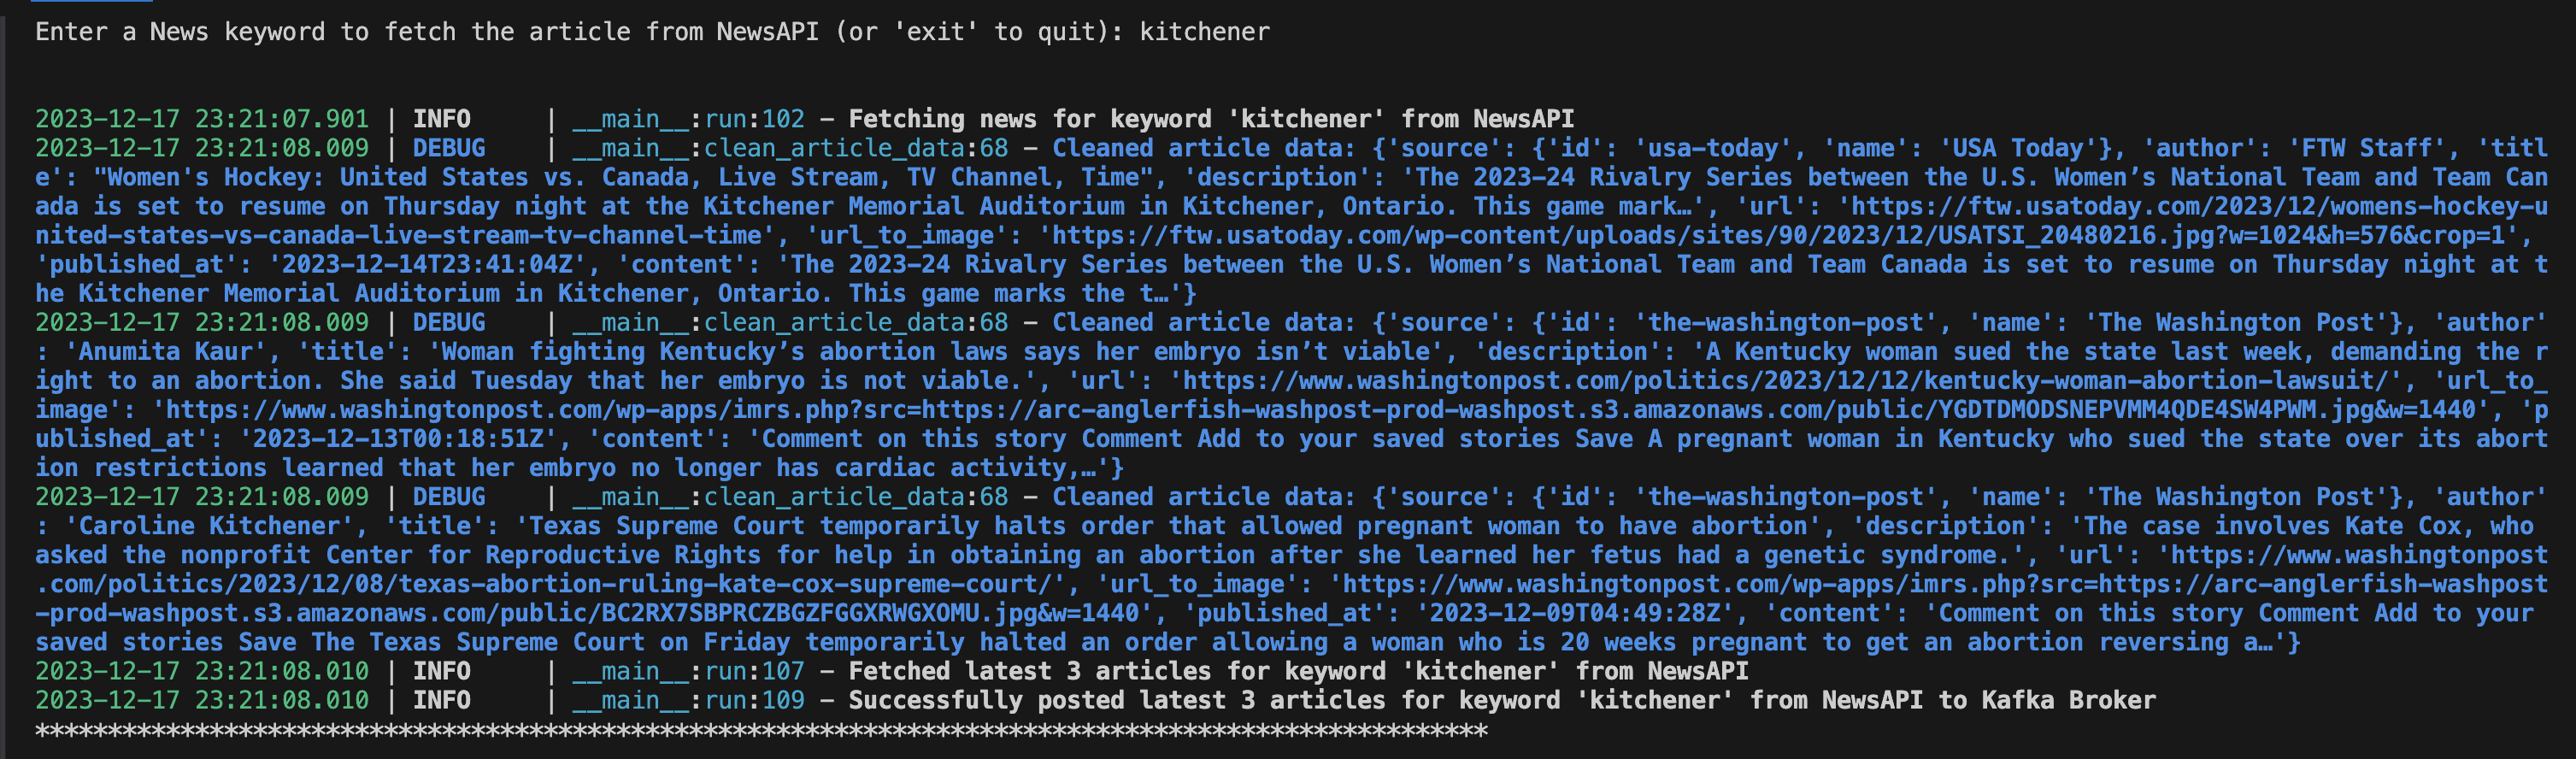 Enter a News keyword to fetch the article from NewsAPI (or 'exit' to quit): kitchener
2023-12-17 23:21:07.901 | INFO     | __main__:run:102 - Fetching news for keyword 'kitchener' from NewsAPI
2023-12-17 23:21:08.009 | DEBUG    | __main__:clean_article_data:68 - Cleaned article data: {'source': {'id': 'usa-today', 'name': 'USA Today'}, 'author': 'FTW Staff', 'titl
e': "Women's Hockey: United States vs. Canada, Live Stream, TV Channel, Time", 'description': 'The 2023-24 Rivalry Series between the U.S. Women’s National Team and Team Can
ada is set to resume on Thursday night at the Kitchener Memorial Auditorium in Kitchener, Ontario. This game mark…', 'url': 'https://ftw.usatoday.com/2023/12/womens-hockey-u
nited-states-vs-canada-live-stream-tv-channel-time', 'url_to_image': 'https://ftw.usatoday.com/wp-content/uploads/sites/90/2023/12/USATSI_20480216.jpg?w=1024&h=576&crop=1',
'published_at': '2023-12-14T23:41:04Z', 'content': 'The 2023-24 Rivalry Series between the U.S. Women’s National Team and Team Canada is set to resume on Thursday night at t
he Kitchener Memorial Auditorium in Kitchener, Ontario. This game marks the t…'}
2023-12-17 23:21:08.009 | DEBUG    | __main__:clean_article_data:68 - Cleaned article data: {'source': {'id': 'the-washington-post', 'name': 'The Washington Post'}, 'author'
: 'Anumita Kaur', 'title': 'Woman fighting Kentucky’s abortion laws says her embryo isn’t viable', 'description': 'A Kentucky woman sued the state last week, demanding the r
ight to an abortion. She said Tuesday that her embryo is not viable.', 'url': 'https://www.washingtonpost.com/politics/2023/12/12/kentucky-woman-abortion-lawsuit/', 'url_to_
image': 'https://www.washingtonpost.com/wp-apps/imrs.php?src=https://arc-anglerfish-washpost-prod-washpost.s3.amazonaws.com/public/YGDTDMODSNEPVMM4QDE4SW4PWM.jpg&w=1440', 'p
ublished_at': '2023-12-13T00:18:51Z', 'content': 'Comment on this story Comment Add to your saved stories Save A pregnant woman in Kentucky who sued the state over its abort
ion restrictions learned that her embryo no longer has cardiac activity,…'}
2023-12-17 23:21:08.009 | DEBUG    | __main__:clean_article_data:68 - Cleaned article data: {'source': {'id': 'the-washington-post', 'name': 'The Washington Post'}, 'author'
: 'Caroline Kitchener', 'title': 'Texas Supreme Court temporarily halts order that allowed pregnant woman to have abortion', 'description': 'The case involves Kate Cox, who
asked the nonprofit Center for Reproductive Rights for help in obtaining an abortion after she learned her fetus had a genetic syndrome.', 'url': 'https://www.washingtonpost
.com/politics/2023/12/08/texas-abortion-ruling-kate-cox-supreme-court/', 'url_to_image': 'https://www.washingtonpost.com/wp-apps/imrs.php?src=https://arc-anglerfish-washpost
-prod-washpost.s3.amazonaws.com/public/BC2RX7SBPRCZBGZFGGXRWGXOMU.jpg&w=1440', 'published_at': '2023-12-09T04:49:28Z', 'content': 'Comment on this story Comment Add to your
saved stories Save The Texas Supreme Court on Friday temporarily halted an order allowing a woman who is 20 weeks pregnant to get an abortion reversing a…'}
2023-12-17 23:21:08.010 | INFO     | __main__:run:107 - Fetched latest 3 articles for keyword 'kitchener' from NewsAPI
2023-12-17 23:21:08.010 | INFO     | __main__:run:109 - Successfully posted latest 3 articles for keyword 'kitchener' from NewsAPI to Kafka Broker
****************************************************************************************************